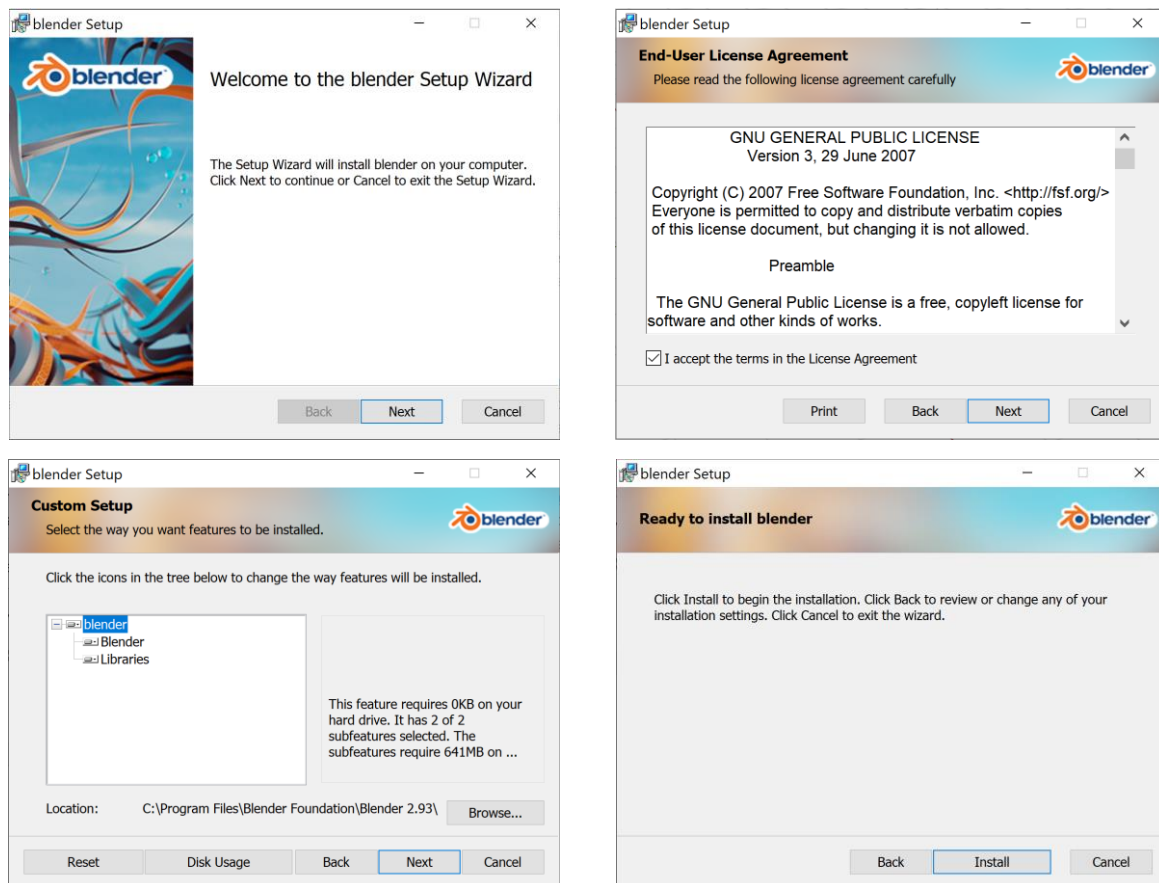 blender Setup
blender
Welcome to the blender Setup Wizard
The Setup Wizard will install blender on your computer.
Click Next to continue or Cancel to exit the Setup Wizard.
Back Next Cancel
blender Setup
End-User License Agreement
Please read the following license agreement carefully
blender
GNU GENERAL PUBLIC LICENSE
Version 3, 29 June 2007
Copyright (C) 2007 Free Software Foundation, Inc. <http://fsf.org/>
Everyone is permitted to copy and distribute verbatim copies
of this license document, but changing it is not allowed.
Preamble
The GNU General Public License is a free, copyleft license for
software and other kinds of works.
I accept the terms in the License Agreement
Print Back Next Cancel
blender Setup
Custom Setup
Select the way you want features to be installed.
blender
Click the icons in the tree below to change the way features will be installed.
blender
Blender
Libraries
This feature requires 0KB on your
hard drive. It has 2 of 2
subfeatures selected. The
subfeatures require 641MB on ...
Location: C:\Program Files\Blender Foundation\Blender 2.93\ Browse...
Reset Disk Usage Back Next Cancel
blender Setup
Ready to install blender
blender
Click Install to begin the installation. Click Back to review or change any of your
installation settings. Click Cancel to exit the wizard.
Back Install Cancel